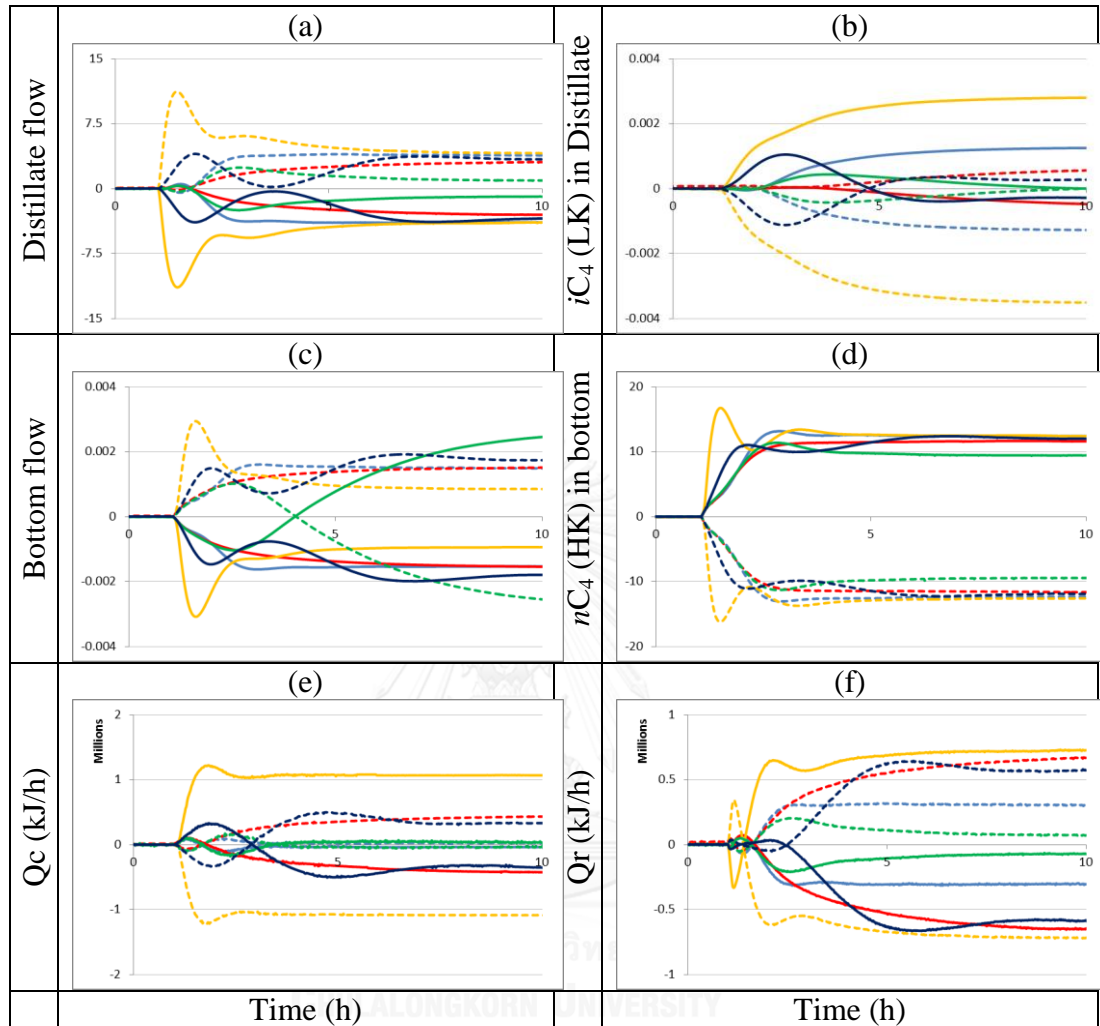 (a)
(b)
Distillate flow
15
7.5
0
-7.5
-15
0
5
10
iC₄ (LK) in Distillate
0.004
0.002
0
-0.002
-0.004
0
5
10
(c)
(d)
Bottom flow
0.004
0.002
0
-0.002
-0.004
0
5
10
nC₄ (HK) in bottom
20
10
0
-10
-20
0
5
10
(e)
(f)
Qc (kJ/h)
Millions
2
1
0
-1
-2
0
5
10
Qr (kJ/h)
Millions
1
0.5
0
-0.5
-1
0
5
10
Time (h)
Time (h)
CHULALONGKORN UNIVERSITY